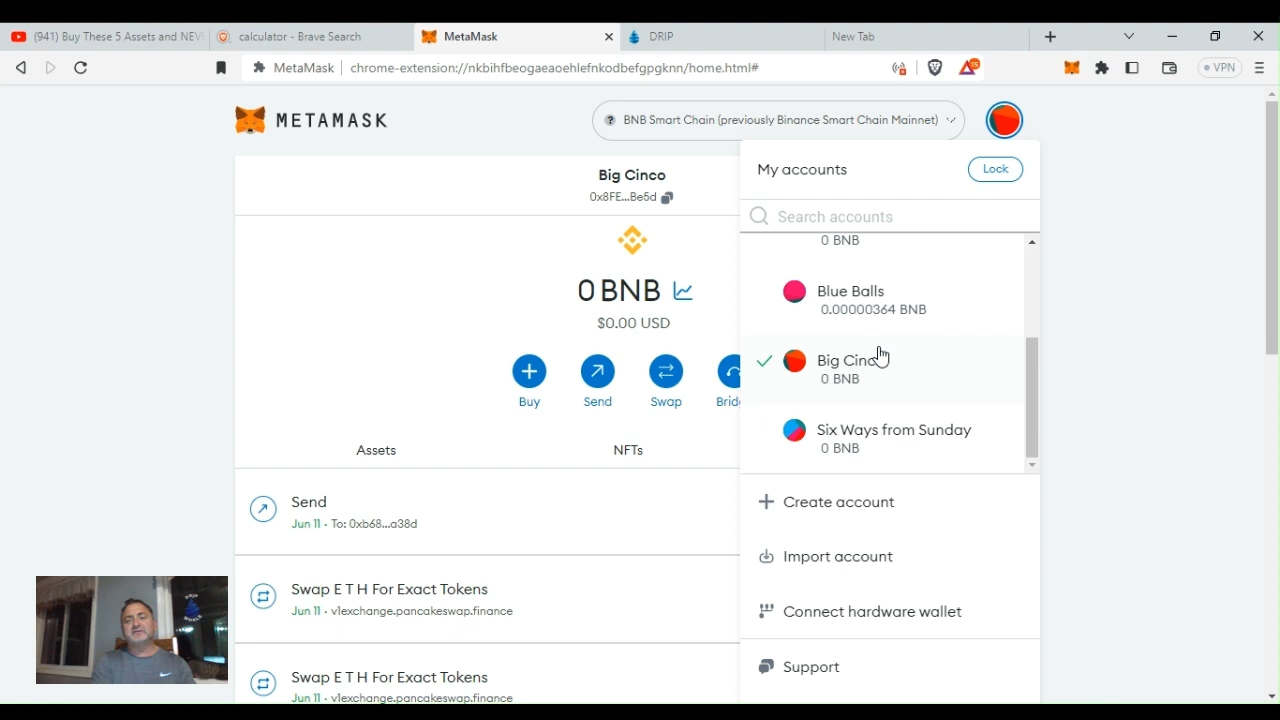 (941) Buy These 5 Assets and NEVE
calculator - Brave Search
MetaMask
DRIP
New Tab
MetaMask
chrome-extension://nkbihfbeogaeaoehlefnkodbefgpgknn/home.html#
15
VPN
METAMASK
? BNB Smart Chain (previously Binance Smart Chain Mainnet)
My accounts
Lock
Search accounts
0 BNB
Blue Balls
0.00000364 BNB
Big Cinco
0 BNB
Six Ways from Sunday
0 BNB
Create account
Import account
Connect hardware wallet
Support
Big Cinco
0x8FE...Be5d
0 BNB
$0.00 USD
Buy
Send
Swap
Bridg
Assets
NFTs
Send
Jun 11 · To: 0xb68...a38d
Swap E T H For Exact Tokens
Jun 11 · v1exchange.pancakeswap.finance
Swap E T H For Exact Tokens
Jun 11 · v1exchange.pancakeswap.finance